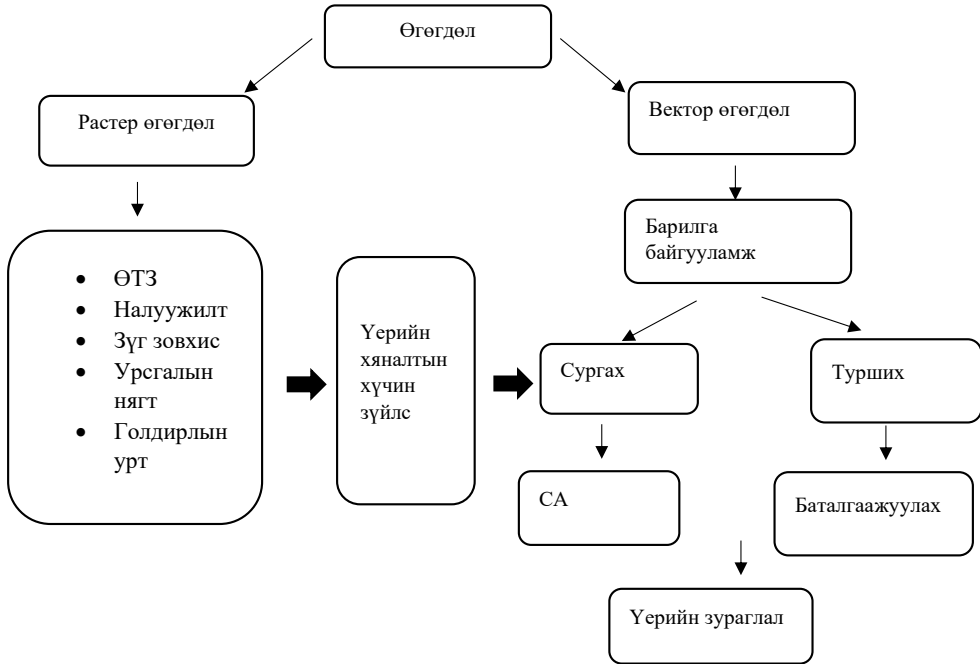 Өгөгдөл
Растер өгөгдөл
Вектор өгөгдөл
Барилга
байгууламж
• ӨТЗ
• Налуужилт
• Зүг зовхис
• Урсгалын
нягт
• Голдирлын
урт
Үерийн
хяналтын
хүчин
зүйлс
Сургах
Турших
СА
Баталгаажуулах
Үерийн зураглал